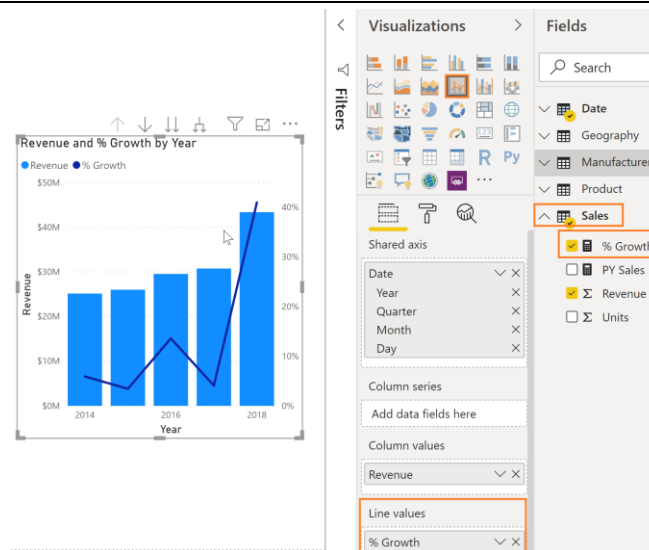 Revenue and % Growth by Year
Revenue % Growth
$50M
$40M
$30M
$20M
$10M
$0M
Revenue
40%
30%
20%
10%
0%
2014
2016
2018
Year
Filters
Visualizations
R
Py
123
Shared axis
Date
Year
Quarter
Month
Day
Column series
Add data fields here
Column values
Revenue
Line values
% Growth
Fields
Search
Date
Geography
Manufacturer
Product
Sales
% Growth
PY Sales
Σ Revenue
Σ Units